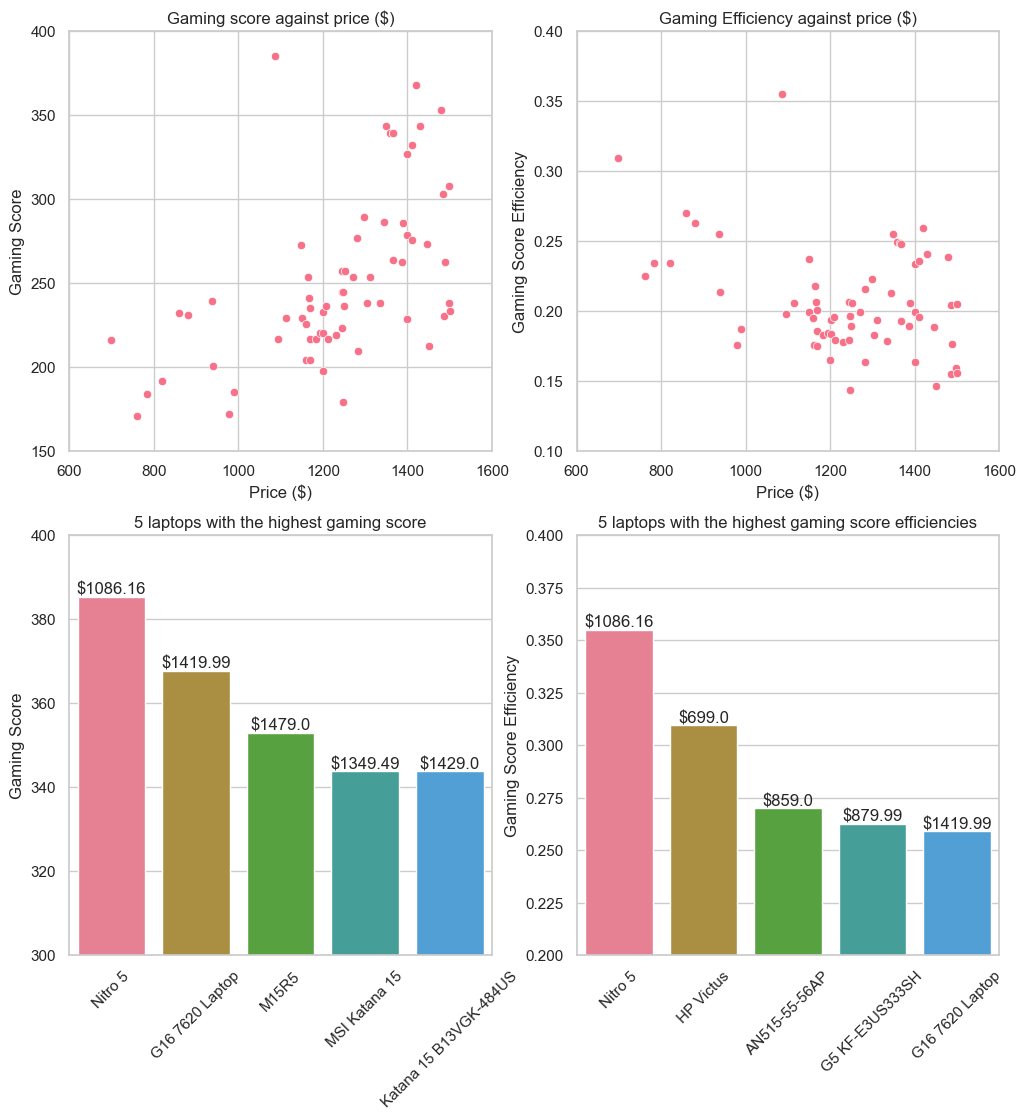 Gaming score against price ($)
400
350
300
250
200
150
Gaming Score
600
800
1000
1200
1400
1600
Price ($)
Gaming Efficiency against price ($)
0.40
0.35
0.30
0.25
0.20
0.15
0.10
Gaming Score Efficiency
600
800
1000
1200
1400
1600
Price ($)
5 laptops with the highest gaming score
400
380
360
340
320
300
Gaming Score
$1086.16
$1419.99
$1479.0
$1349.49
$1429.0
Nitro 5
G16 7620 Laptop
M15R5
MSI Katana 15
Katana 15 B13VGK-484US
5 laptops with the highest gaming score efficiencies
0.400
0.375
0.350
0.325
0.300
0.275
0.250
0.225
0.200
Gaming Score Efficiency
$1086.16
$699.0
$859.0
$879.99
$1419.99
Nitro 5
HP Victus
AN515-55-56AP
G5 KF-E3US333SH
G16 7620 Laptop